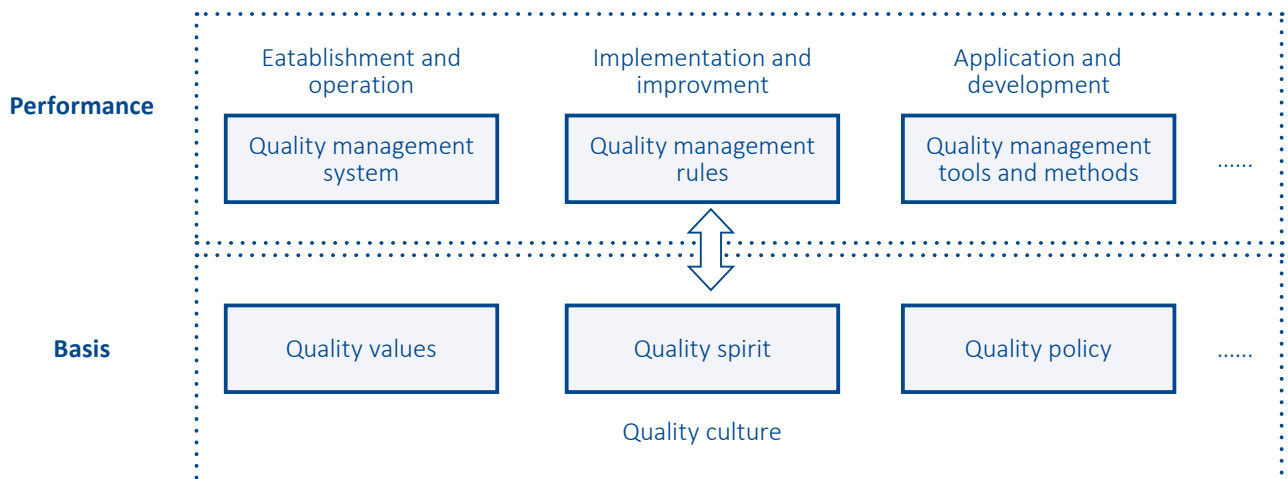 Eatablishment and
operation
Implementation and
improvment
Application and
development
Performance
Quality management
system
Quality management
rules
Quality management
tools and methods
......
Basis
Quality values
Quality spirit
Quality policy
......
Quality culture